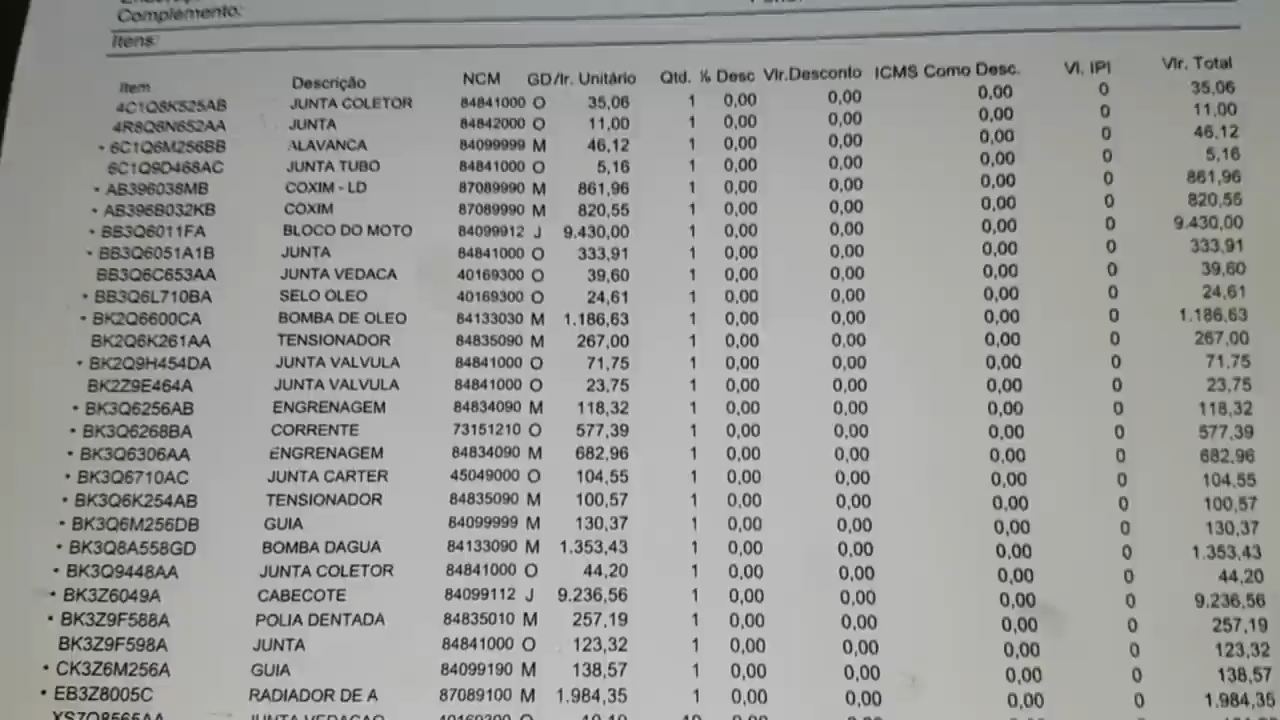 Complemento:
Itens:
Item Descrição NCM GD/Ir. Unitário Qtd. % Desc Vlr.Desconto ICMS Como Desc. Vl. IPI Vlr. Total
4C1Q8K525AB JUNTA COLETOR 84841000 O 35,06 1 0,00 0,00 0,00 0 35,06
4R8Q6N652AA JUNTA 84842000 O 11,00 1 0,00 0,00 0,00 0 11,00
• 6C1Q6M256BB ALAVANCA 84099999 M 46,12 1 0,00 0,00 0,00 0 46,12
6C1Q9D468AC JUNTA TUBO 84841000 O 5,16 1 0,00 0,00 0,00 0 5,16
• AB396038MB COXIM - LD 87089990 M 861,96 1 0,00 0,00 0,00 0 861,96
• AB396B032KB COXIM 87089990 M 820,55 1 0,00 0,00 0,00 0 820,55
• BB3Q6011FA BLOCO DO MOTO 84099912 J 9.430,00 1 0,00 0,00 0,00 0 9.430,00
• BB3Q6051A1B JUNTA 84841000 O 333,91 1 0,00 0,00 0,00 0 333,91
BB3Q6C653AA JUNTA VEDACA 40169300 O 39,60 1 0,00 0,00 0,00 0 39,60
• BB3Q6L710BA SELO OLEO 40169300 O 24,61 1 0,00 0,00 0,00 0 24,61
• BK2Q6600CA BOMBA DE OLEO 84133030 M 1.186,63 1 0,00 0,00 0,00 0 1.186,63
BK2Q6K261AA TENSIONADOR 84835090 M 267,00 1 0,00 0,00 0,00 0 267,00
• BK2Q9H454DA JUNTA VALVULA 84841000 O 71,75 1 0,00 0,00 0,00 0 71,75
BK2Z9E464A JUNTA VALVULA 84841000 O 23,75 1 0,00 0,00 0,00 0 23,75
• BK3Q6256AB ENGRENAGEM 84834090 M 118,32 1 0,00 0,00 0,00 0 118,32
• BK3Q6268BA CORRENTE 73151210 O 577,39 1 0,00 0,00 0,00 0 577,39
• BK3Q6306AA ENGRENAGEM 84834090 M 682,96 1 0,00 0,00 0,00 0 682,96
• BK3Q6710AC JUNTA CARTER 45049000 O 104,55 1 0,00 0,00 0,00 0 104,55
• BK3Q6K254AB TENSIONADOR 84835090 M 100,57 1 0,00 0,00 0,00 0 100,57
• BK3Q6M256DB GUIA 84099999 M 130,37 1 0,00 0,00 0,00 0 130,37
• BK3Q8A558GD BOMBA DAGUA 84133090 M 1.353,43 1 0,00 0,00 0,00 0 1.353,43
• BK3Q9448AA JUNTA COLETOR 84841000 O 44,20 1 0,00 0,00 0,00 0 44,20
• BK3Z6049A CABECOTE 84099112 J 9.236,56 1 0,00 0,00 0,00 0 9.236,56
• BK3Z9F588A POLIA DENTADA 84835010 M 257,19 1 0,00 0,00 0,00 0 257,19
BK3Z9F598A JUNTA 84841000 O 123,32 1 0,00 0,00 0,00 0 123,32
• CK3Z6M256A GUIA 84099190 M 138,57 1 0,00 0,00 0,00 0 138,57
• EB3Z8005C RADIADOR DE A 87089100 M 1.984,35 1 0,00 0,00 0,00 0 1.984,35